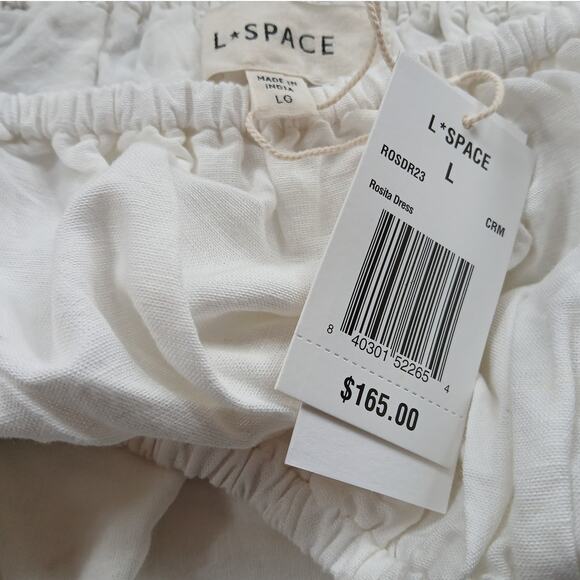 L*SPACE
MADE IN
INDIA
LG
L*SPACE
L
ROSDR23
Rosita Dress
CRM
8 40301 52265 4
$165.00